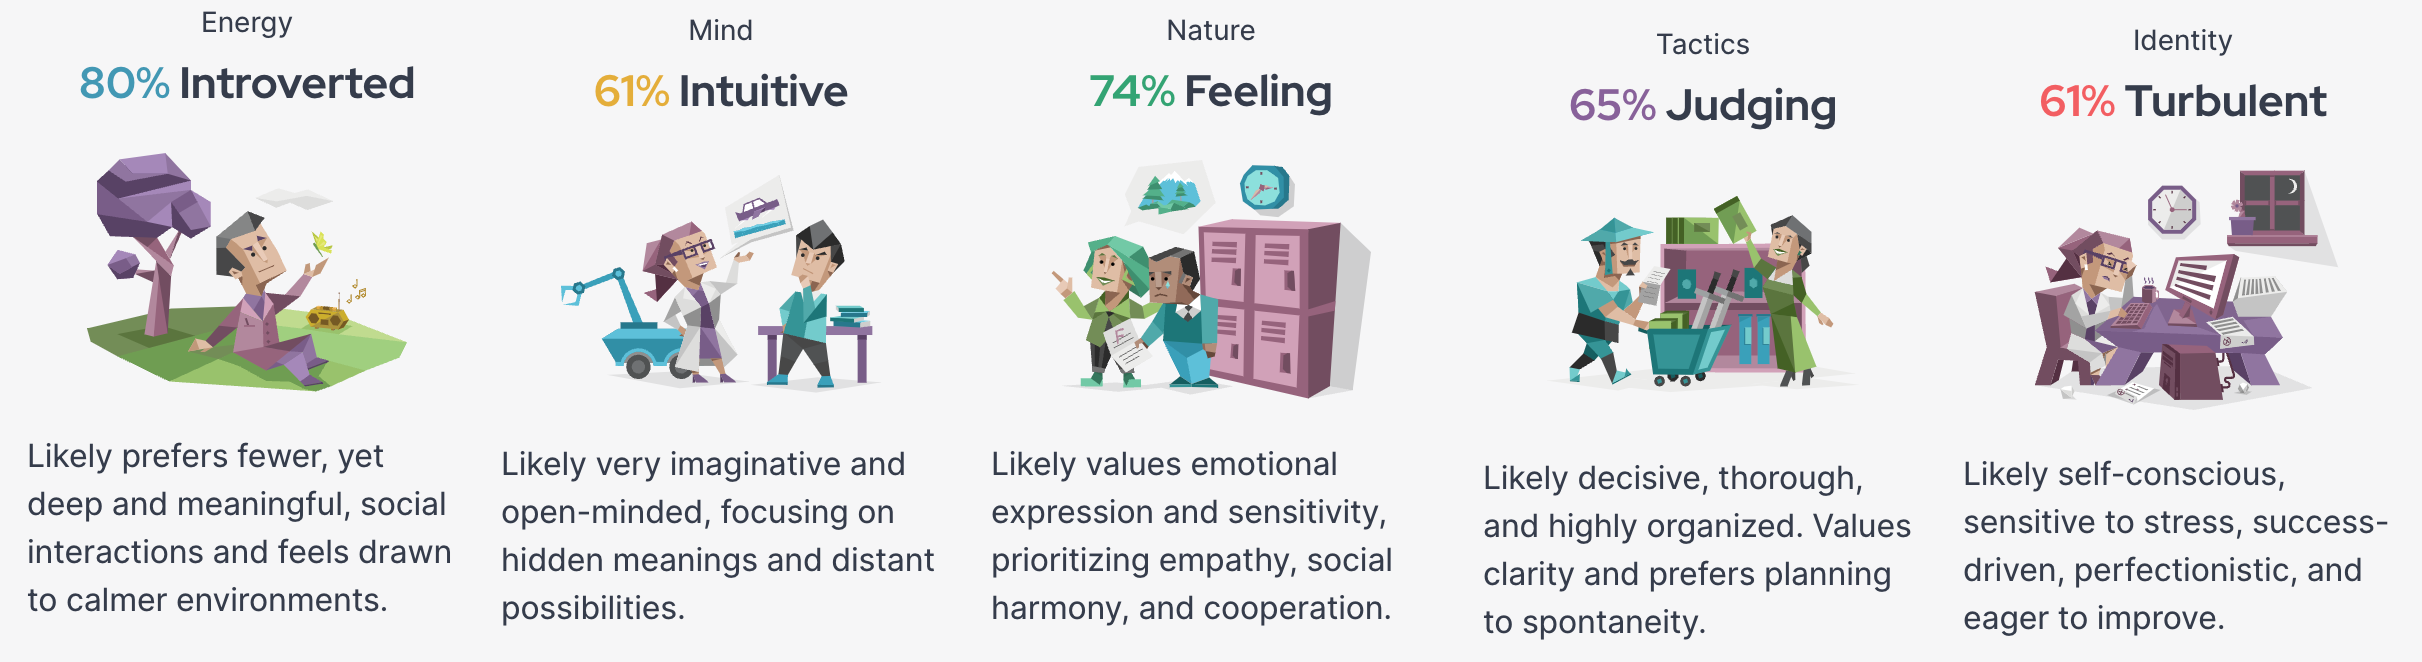 Energy
80% Introverted
Likely prefers fewer, yet
deep and meaningful, social
interactions and feels drawn
to calmer environments.
Mind
61% Intuitive
Likely very imaginative and
open-minded, focusing on
hidden meanings and distant
possibilities.
Nature
74% Feeling
Likely values emotional
expression and sensitivity,
prioritizing empathy, social
harmony, and cooperation.
Tactics
65% Judging
Likely decisive, thorough,
and highly organized. Values
clarity and prefers planning
to spontaneity.
Identity
61% Turbulent
Likely self-conscious,
sensitive to stress, success-
driven, perfectionistic, and
eager to improve.